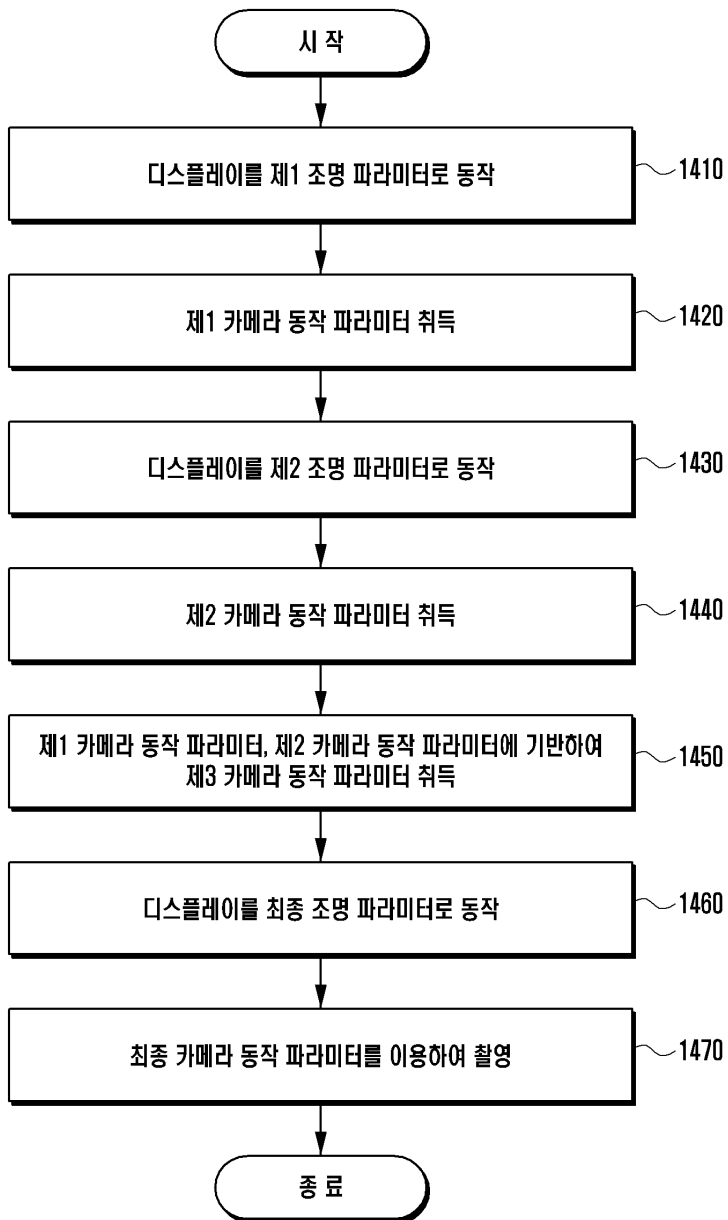 시 작
디스플레이를 제1 조명 파라미터로 동작
1410
제1 카메라 동작 파라미터 취득
1420
디스플레이를 제2 조명 파라미터로 동작
1430
제2 카메라 동작 파라미터 취득
1440
제1 카메라 동작 파라미터, 제2 카메라 동작 파라미터에 기반하여
제3 카메라 동작 파라미터 취득
1450
디스플레이를 최종 조명 파라미터로 동작
1460
최종 카메라 동작 파라미터를 이용하여 촬영
1470
종 료